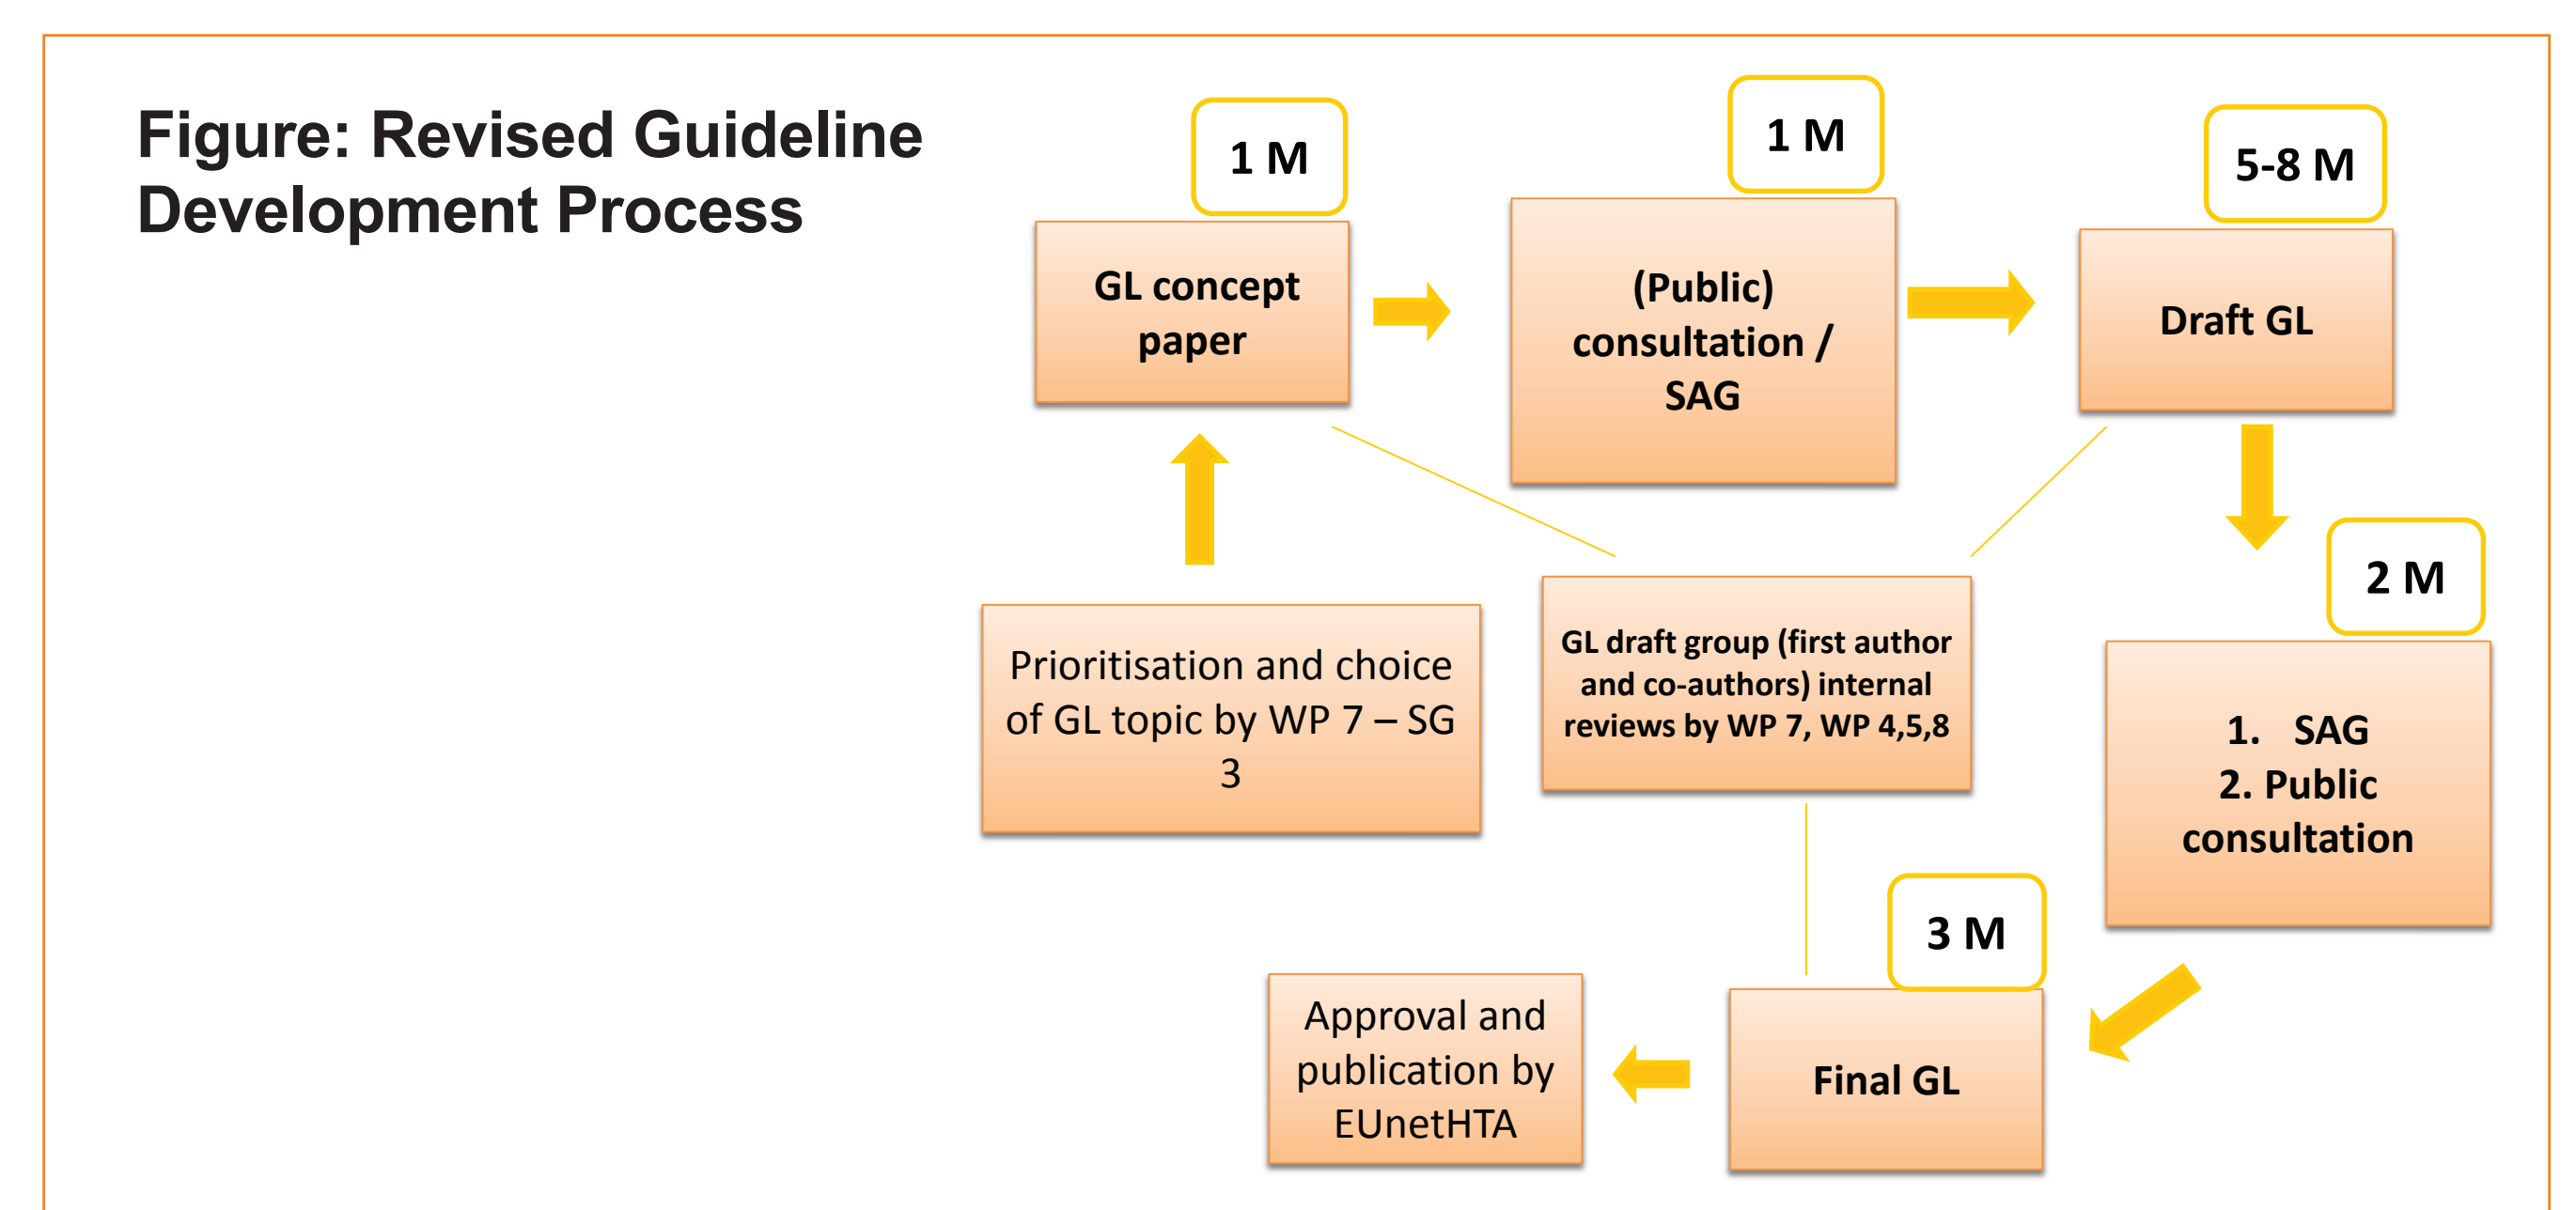 Figure: Revised Guideline
Development Process
1 M
GL concept
paper
1 M
(Public)
consultation /
SAG
5-8 M
Draft GL
Prioritisation and choice
of GL topic by WP 7 – SG
3
GL draft group (first author
and co-authors) internal
reviews by WP 7, WP 4,5,8
2 M
1. SAG
2. Public
consultation
3 M
Final GL
Approval and
publication by
EUnetHTA